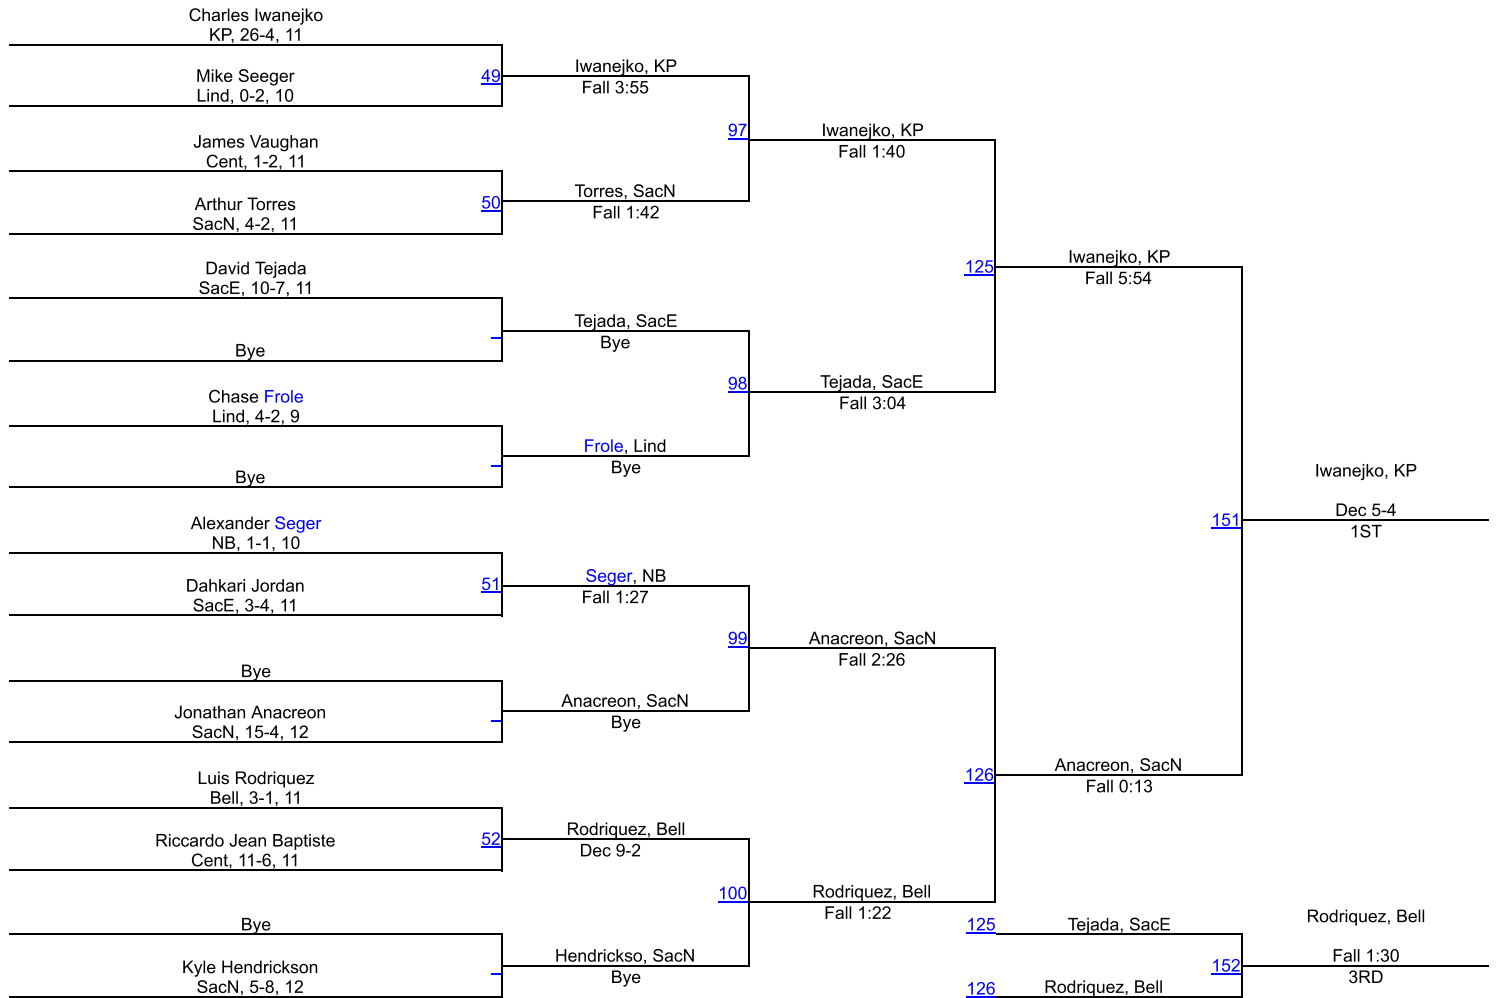 Charles Iwanejko
KP, 26-4, 11
Mike Seeger
Lind, 0-2, 10
49
Iwanejko, KP
Fall 3:55
James Vaughan
Cent, 1-2, 11
Arthur Torres
SacN, 4-2, 11
50
Torres, SacN
Fall 1:42
97
Iwanejko, KP
Fall 1:40
David Tejada
SacE, 10-7, 11
Bye
Tejada, SacE
Bye
Chase Frole
Lind, 4-2, 9
Bye
Frole, Lind
Bye
98
Tejada, SacE
Fall 3:04
125
Iwanejko, KP
Fall 5:54
Alexander Seger
NB, 1-1, 10
Dahkari Jordan
SacE, 3-4, 11
51
Seger, NB
Fall 1:27
Bye
Jonathan Anacreon
SacN, 15-4, 12
Anacreon, SacN
Bye
99
Anacreon, SacN
Fall 2:26
Luis Rodriquez
Bell, 3-1, 11
Riccardo Jean Baptiste
Cent, 11-6, 11
52
Rodriquez, Bell
Dec 9-2
Bye
Kyle Hendrickson
SacN, 5-8, 12
Hendrickso, SacN
Bye
100
Rodriquez, Bell
Fall 1:22
126
Anacreon, SacN
Fall 0:13
151
Iwanejko, KP
Dec 5-4
1ST
125
Tejada, SacE
126
Rodriquez, Bell
152
Rodriquez, Bell
Fall 1:30
3RD